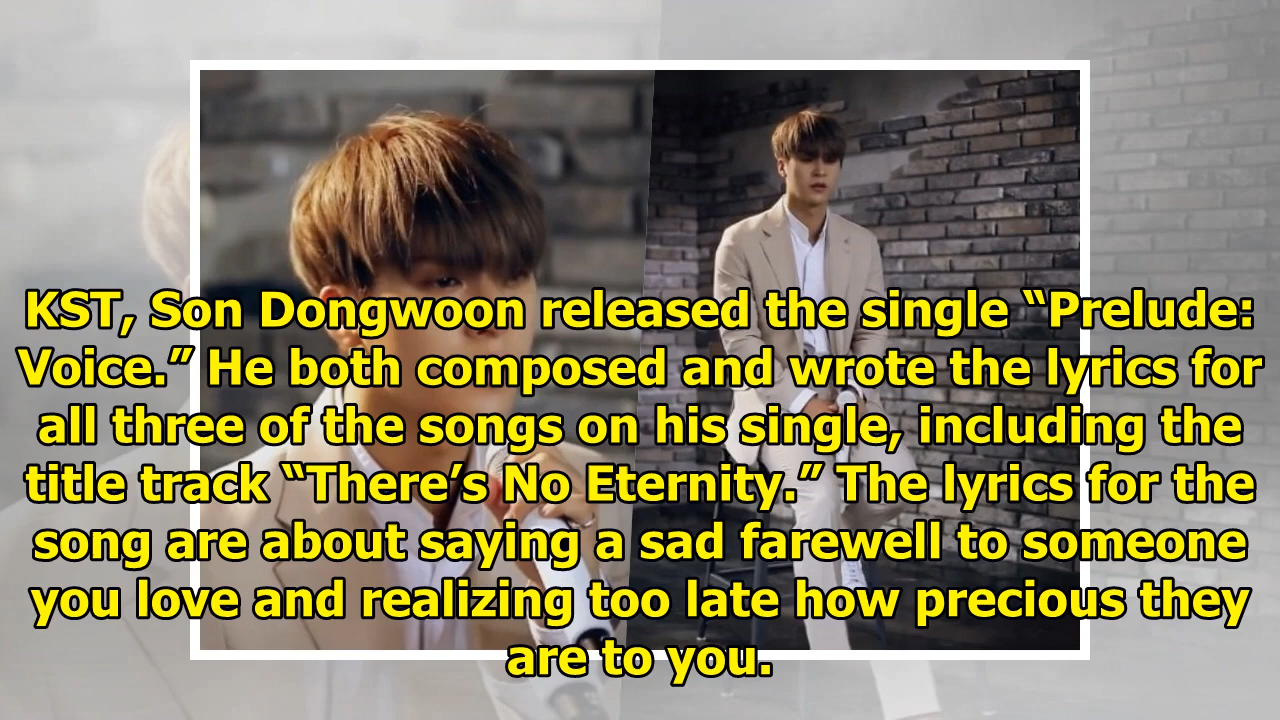 KST, Son Dongwoon released the single “Prelude:
Voice.” He both composed and wrote the lyrics for
all three of the songs on his single, including the
title track “There’s No Eternity.” The lyrics for the
song are about saying a sad farewell to someone
you love and realizing too late how precious they
are to you.